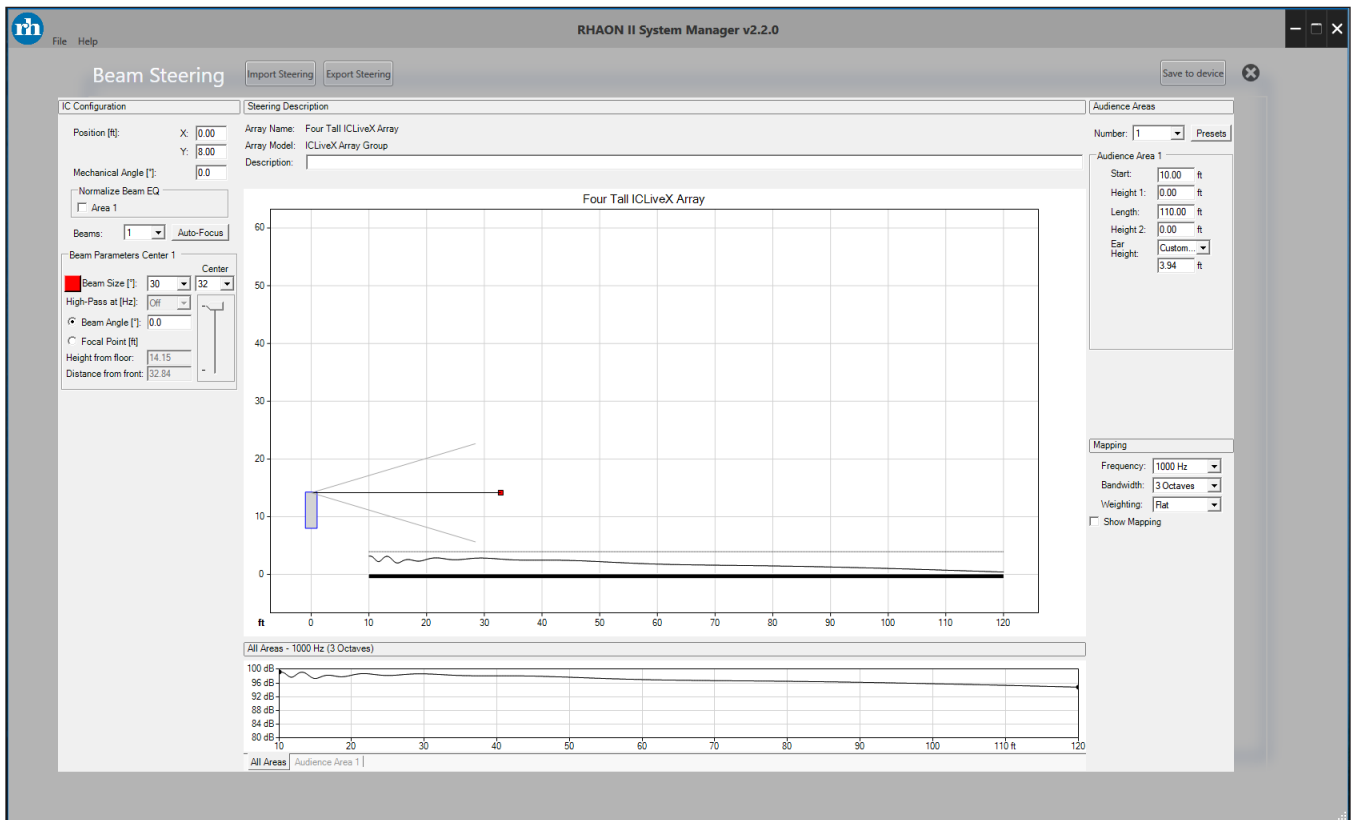 rh
File Help
RHAON II System Manager v2.2.0
Beam Steering
Import Steering
Export Steering
Save to device
IC Configuration
Position [ft]: X: 0.00
Y: 8.00
Mechanical Angle [°]: 0.0
Normalize Beam EQ
Area 1
Beams: 1 Auto-Focus
Beam Parameters Center 1
Center
Beam Size [°]: 30 32
High-Pass at [Hz]: Off
Beam Angle [°]: 0.0
Focal Point [ft]
Height from floor: 14.15
Distance from front: 32.84
Steering Description
Array Name: Four Tall ICLiveX Array
Array Model: ICLiveX Array Group
Description:
Four Tall ICLiveX Array
60
50
40
30
20
10
0
ft 0 10 20 30 40 50 60 70 80 90 100 110 120
All Areas - 1000 Hz (3 Octaves)
100 dB
96 dB
92 dB
88 dB
84 dB
80 dB
10 20 30 40 50 60 70 80 90 100 110 ft 120
All Areas Audience Area 1
Audience Areas
Number: 1 Presets
Audience Area 1
Start: 10.00 ft
Height 1: 0.00 ft
Length: 110.00 ft
Height 2: 0.00 ft
Ear Height: Custom...
3.94 ft
Mapping
Frequency: 1000 Hz
Bandwidth: 3 Octaves
Weighting: Flat
Show Mapping